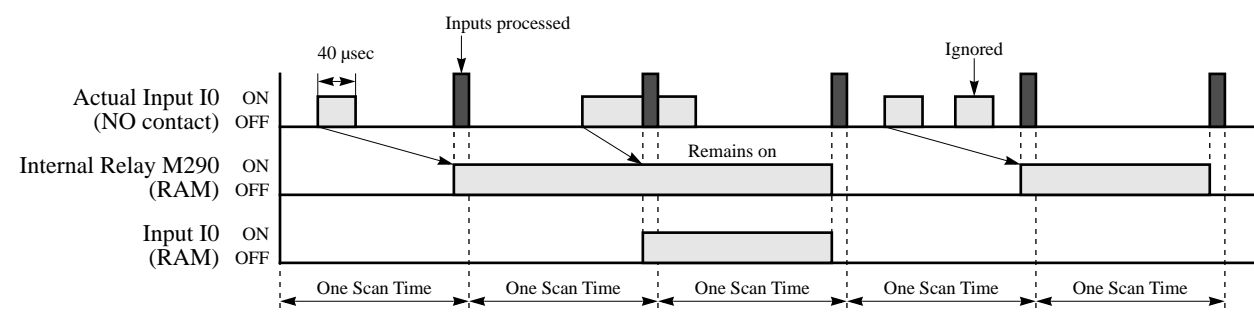 Inputs processed
40 µsec
Ignored
Actual Input I0 ON
(NO contact) OFF
Remains on
Internal Relay M290 ON
(RAM) OFF
Input I0 ON
(RAM) OFF
One Scan Time One Scan Time One Scan Time One Scan Time One Scan Time